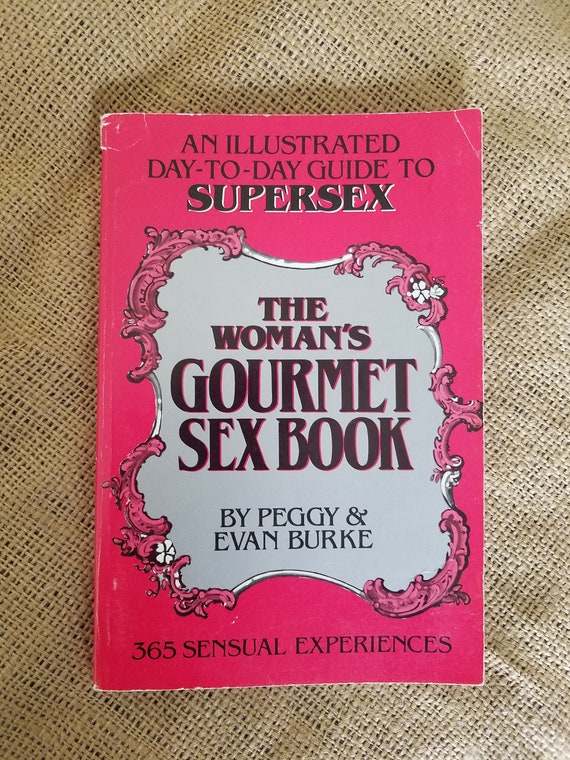 AN ILLUSTRATED
DAY-TO-DAY GUIDE TO
SUPERSEX
THE
WOMAN'S
GOURMET
SEX BOOK
BY PEGGY &
EVAN BURKE
365 SENSUAL EXPERIENCES